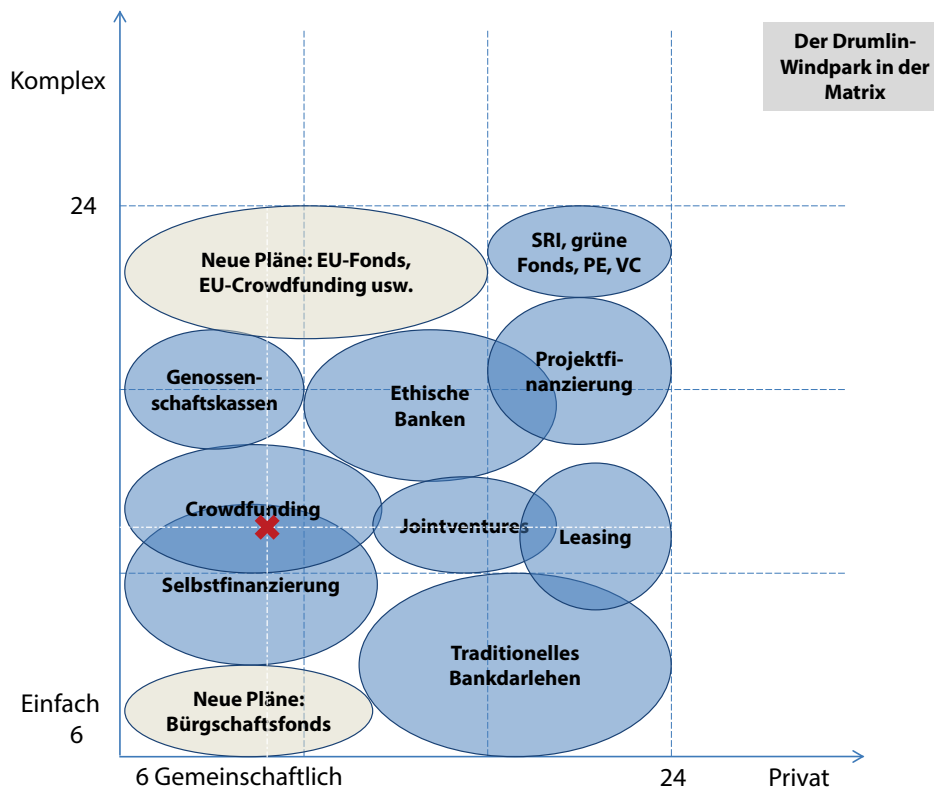 Der Drumlin-
Windpark in der
Matrix
Komplex
24
Neue Pläne: EU-Fonds,
EU-Crowdfunding usw.
SRI, grüne
Fonds, PE, VC
Genossen-
schaftskassen
Ethische
Banken
Projektfi-
nanzierung
Crowdfunding
Jointventures
Leasing
Selbstfinanzierung
Traditionelles
Bankdarlehen
Neue Pläne:
Bürgschaftsfonds
Einfach
6
6 Gemeinschaftlich
24
Privat